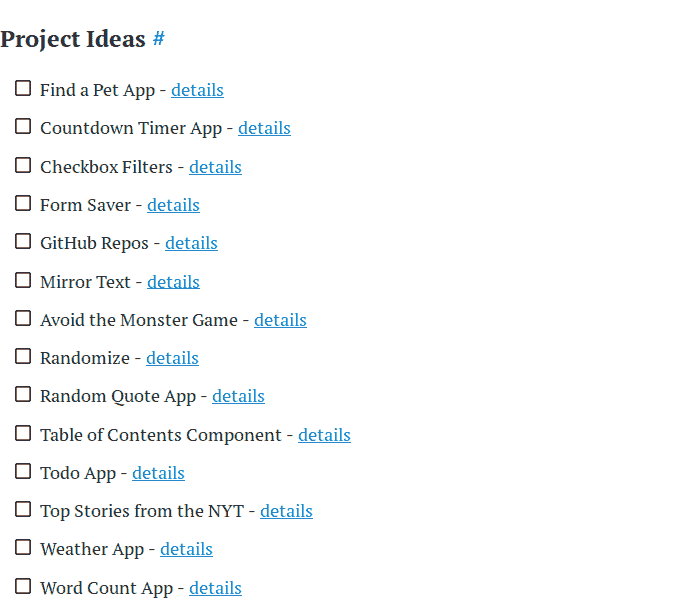 Project Ideas #
Find a Pet App - details
Countdown Timer App - details
Checkbox Filters - details
Form Saver - details
GitHub Repos - details
Mirror Text - details
Avoid the Monster Game - details
Randomize - details
Random Quote App - details
Table of Contents Component - details
Todo App - details
Top Stories from the NYT - details
Weather App - details
Word Count App - details